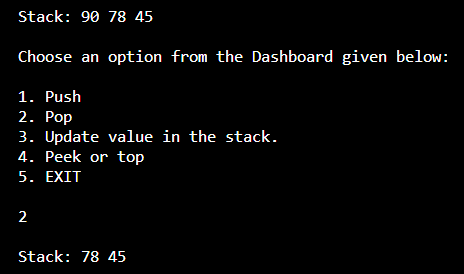 Stack: 90 78 45
Choose an option from the Dashboard given below:
1. Push
2. Pop
3. Update value in the stack.
4. Peek or top
5. EXIT
2
Stack: 78 45